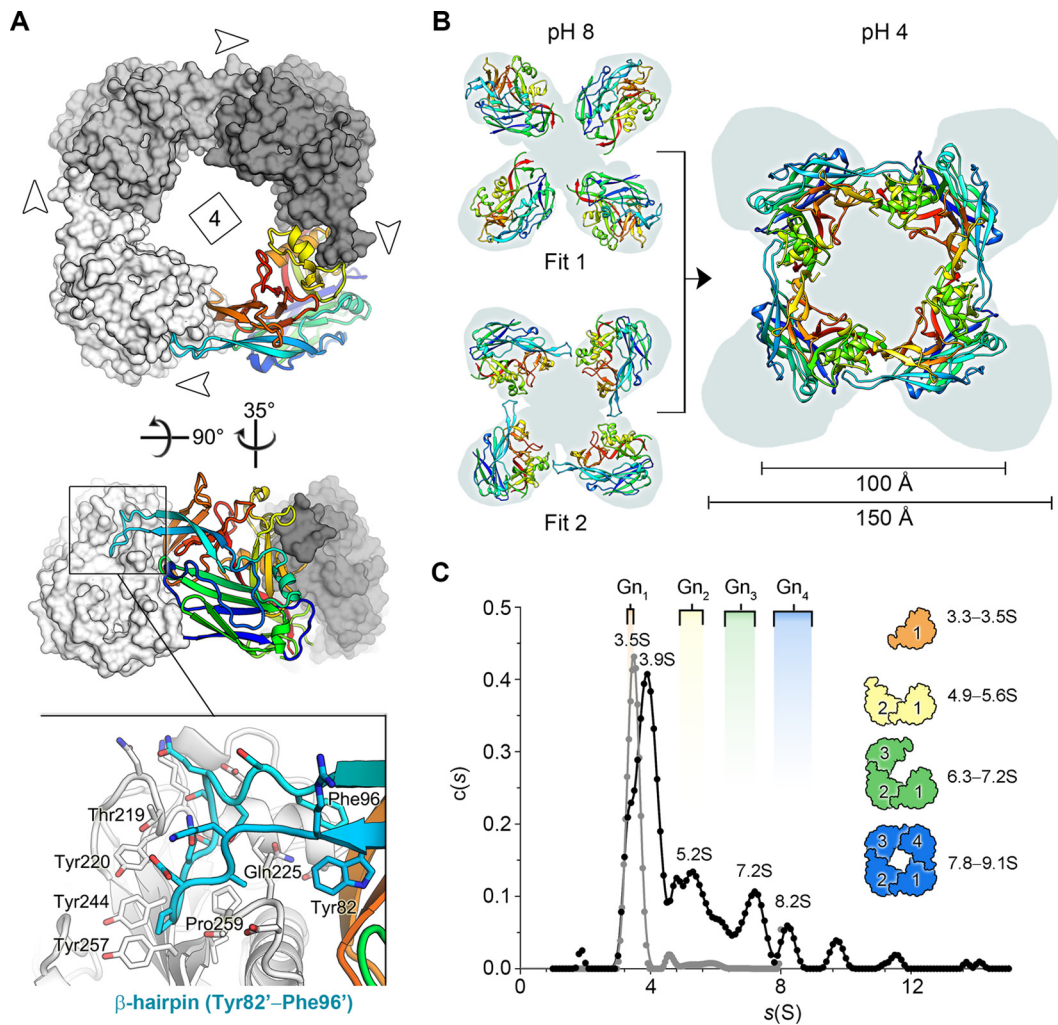 A
4
90°
35°
Thr219
Phe96
Tyr220
Gln225
Tyr244
Tyr82
Pro259
Tyr257
β-hairpin (Tyr82’–Phe96’)
B
pH 8
pH 4
Fit 1
Fit 2
100 Å
150 Å
C
Gn1
Gn2
Gn3
Gn4
0.5
0.4
0.3
0.2
0.1
0.0
c(s)
3.5S
3.9S
5.2S
7.2S
8.2S
4
8
12
s(S)
1
3.3–3.5S
2 1
4.9–5.6S
3
2 1
6.3–7.2S
3 4
2 1
7.8–9.1S